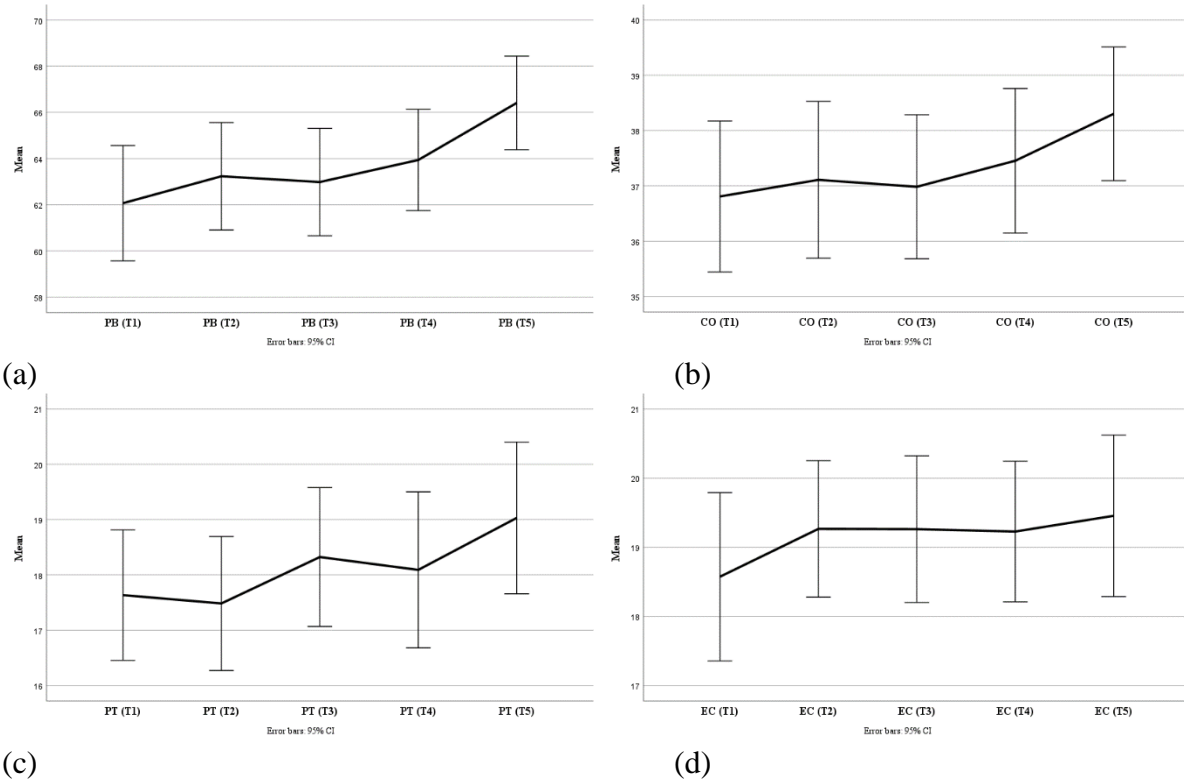 70
68
66
64
62
60
58
Mean
PB (T1) PB (T2) PB (T3) PB (T4) PB (T5)
Error bars: 95% CI
(a)
40
39
38
37
36
35
Mean
CO (T1) CO (T2) CO (T3) CO (T4) CO (T5)
Error bars: 95% CI
(b)
21
20
19
18
17
16
Mean
PT (T1) PT (T2) PT (T3) PT (T4) PT (T5)
Error bars: 95% CI
(c)
21
20
19
18
17
Mean
EC (T1) EC (T2) EC (T3) EC (T4) EC (T5)
Error bars: 95% CI
(d)